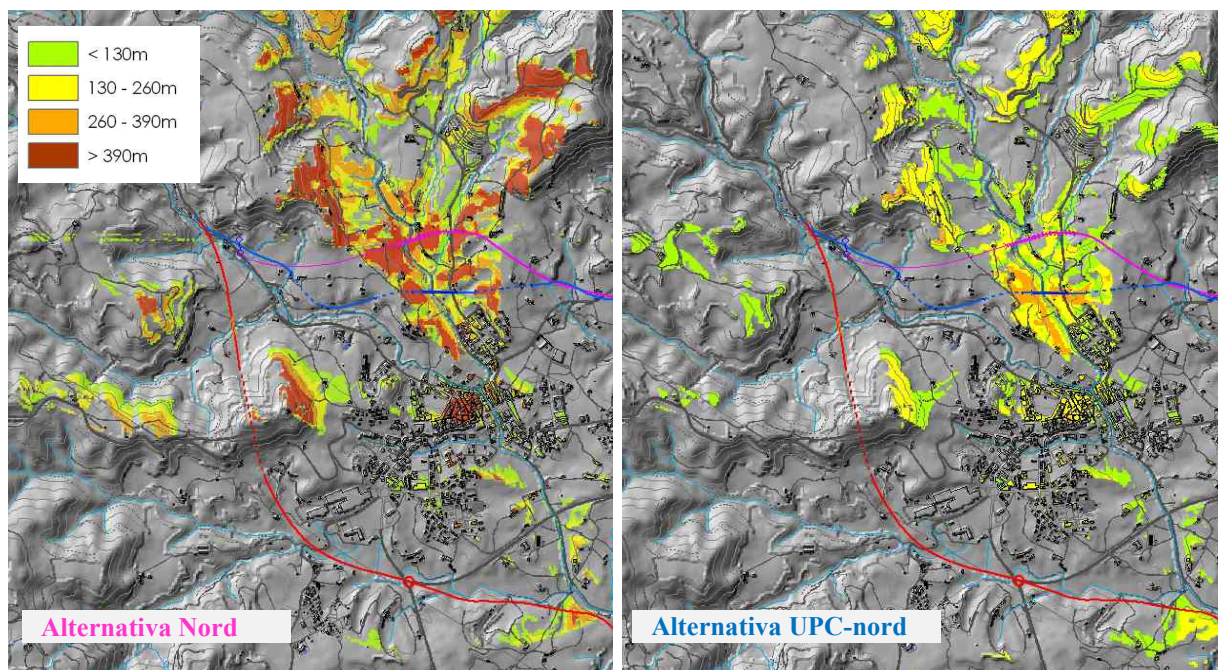 < 130m
130 - 260m
260 - 390m
> 390m
Alternativa Nord
Alternativa UPC-nord